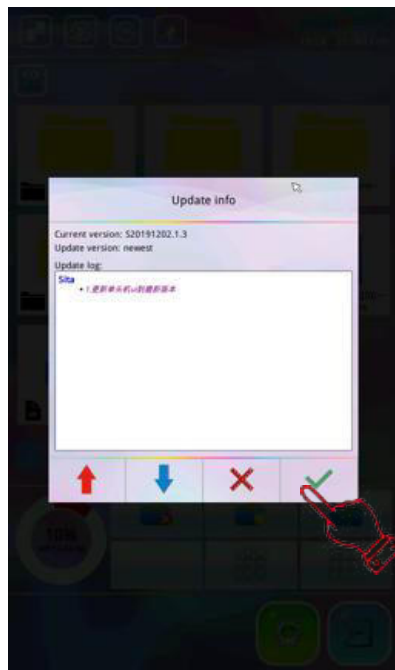 Update info
Current version: S20191202.1.3
Update version: newest
Update log:
Sita
• 1.更新单头机ui到最新版本
10%